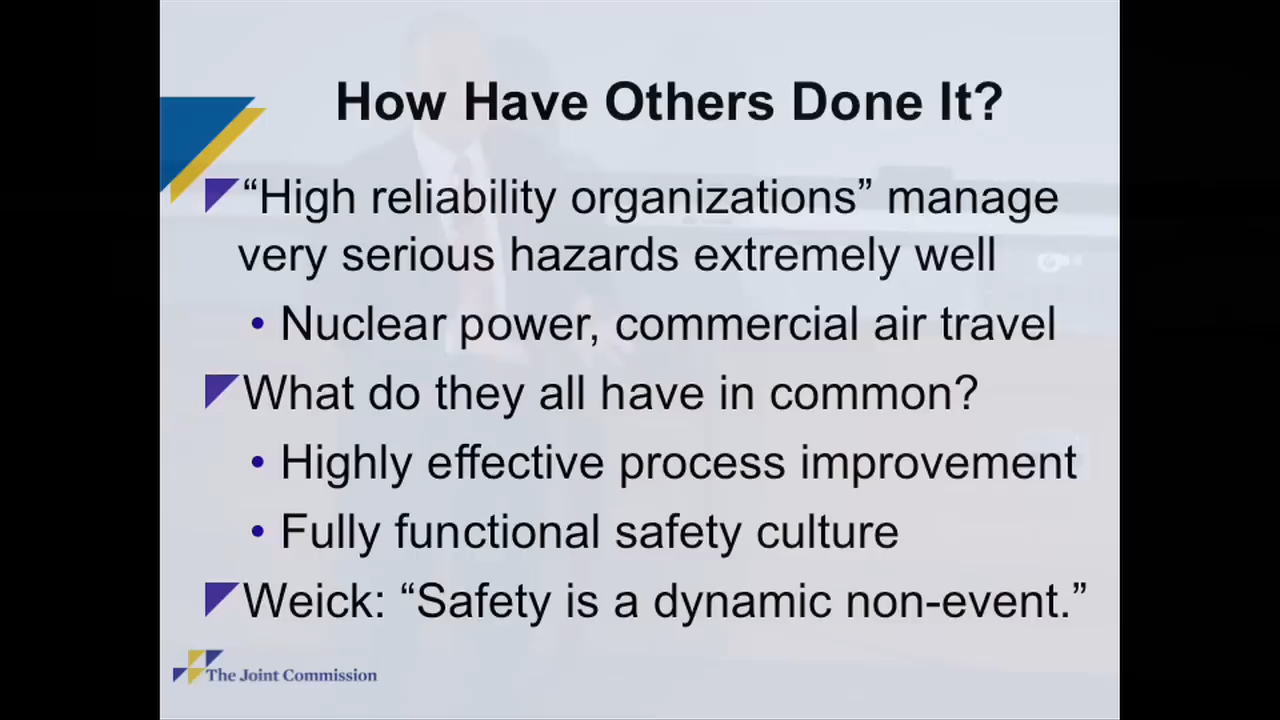 How Have Others Done It?
“High reliability organizations” manage
very serious hazards extremely well
• Nuclear power, commercial air travel
What do they all have in common?
• Highly effective process improvement
• Fully functional safety culture
Weick: “Safety is a dynamic non-event.”
The Joint Commission